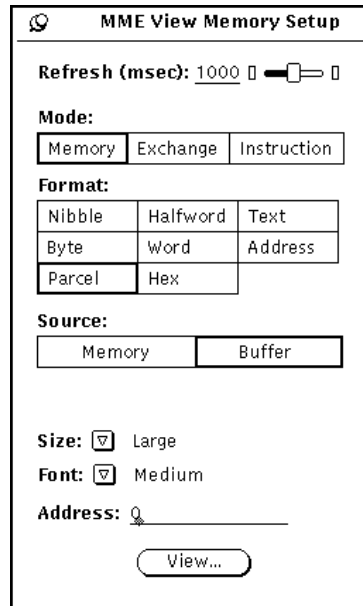 MME View Memory Setup
Refresh (msec): 1000
Mode:
Memory Exchange Instruction
Format:
Nibble Halfword Text
Byte Word Address
Parcel Hex
Source:
Memory Buffer
Size: Large
Font: Medium
Address: 0
View...